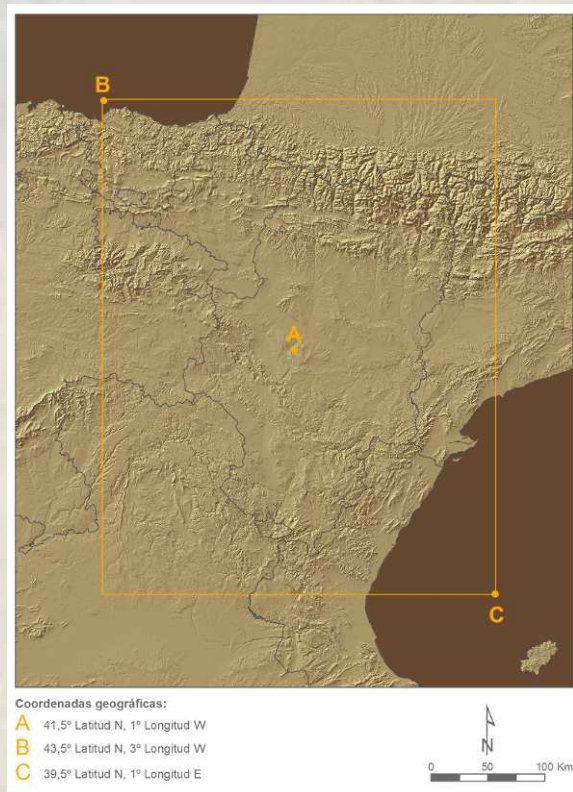 B
A
C
Coordenadas geográficas:
A 41,5º Latitud N, 1º Longitud W
B 43,5º Latitud N, 3º Longitud W
C 39,5º Latitud N, 1º Longitud E
N
0 50 100 Km